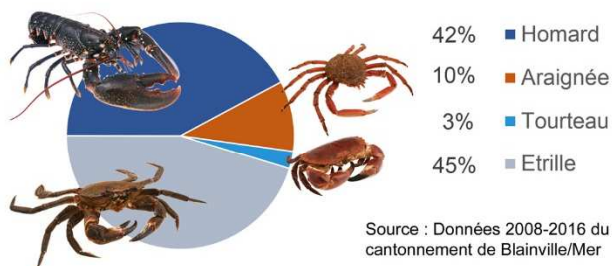 42% Homard
10% Araignée
3% Tourteau
45% Etrille
Source : Données 2008-2016 du
cantonnement de Blainville/Mer